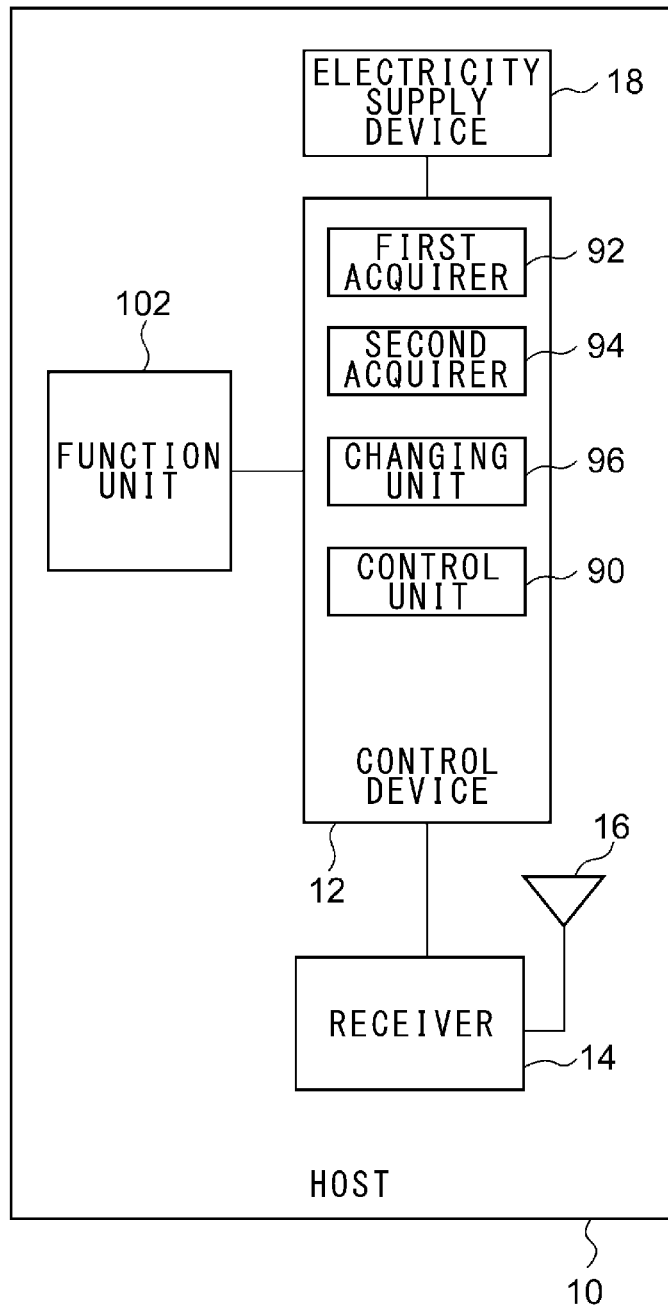 ELECTRICITY
SUPPLY
DEVICE
18
FIRST
ACQUIRER
92
102
SECOND
ACQUIRER
94
FUNCTION
UNIT
CHANGING
UNIT
96
CONTROL
UNIT
90
CONTROL
DEVICE
12
16
RECEIVER
14
HOST
10